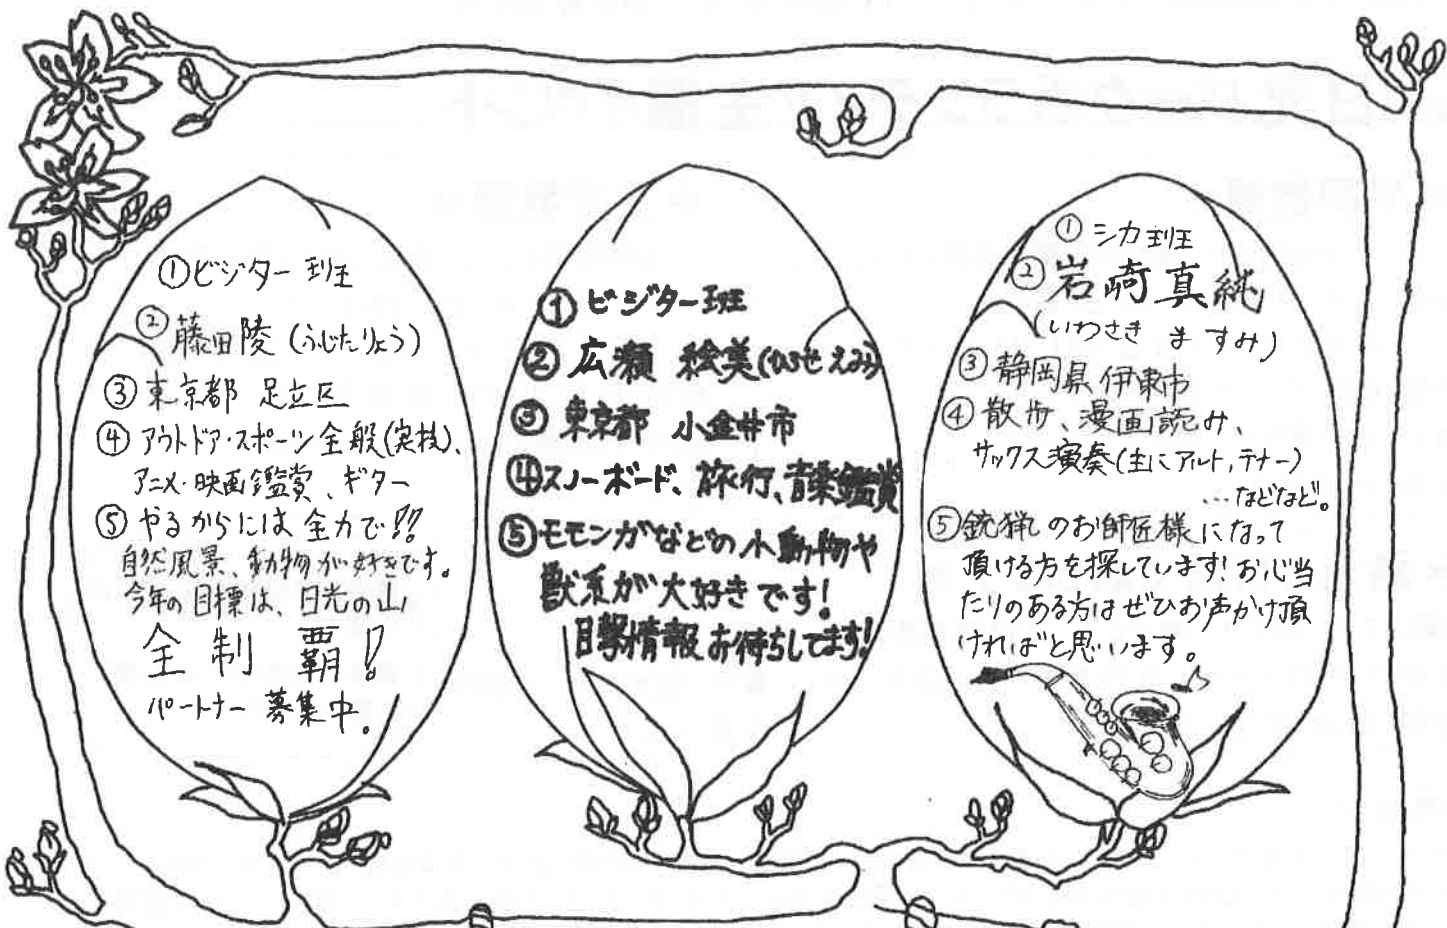 ①ビジター班
②藤田陵(ふじたりょう)
③東京都 足立区
④アウトドア・スポーツ全般(実技)、
アニメ・映画鑑賞、ギター
⑤やるからには全力で!!
自然風景、動物が好きです。
今年の目標は、日光の山
全制覇!
パートナー募集中。
①ビジター班
②広瀬 絵美(ひろせ えみ)
③東京都 小金井市
④スノーボード、旅行、音楽鑑賞
⑤モモンガなどの小動物や
獣系が大好きです!
目撃情報お待ちしてます!
①シカ班
②岩崎真純
(いわさき ますみ)
③静岡県伊東市
④散歩、漫画読み、
サックス演奏(主にアルト,テナー)
…などなど。
⑤銃猟のお師匠様になって
頂ける方を探しています!お心当
たりのある方はぜひお声かけ頂
ければと思います。